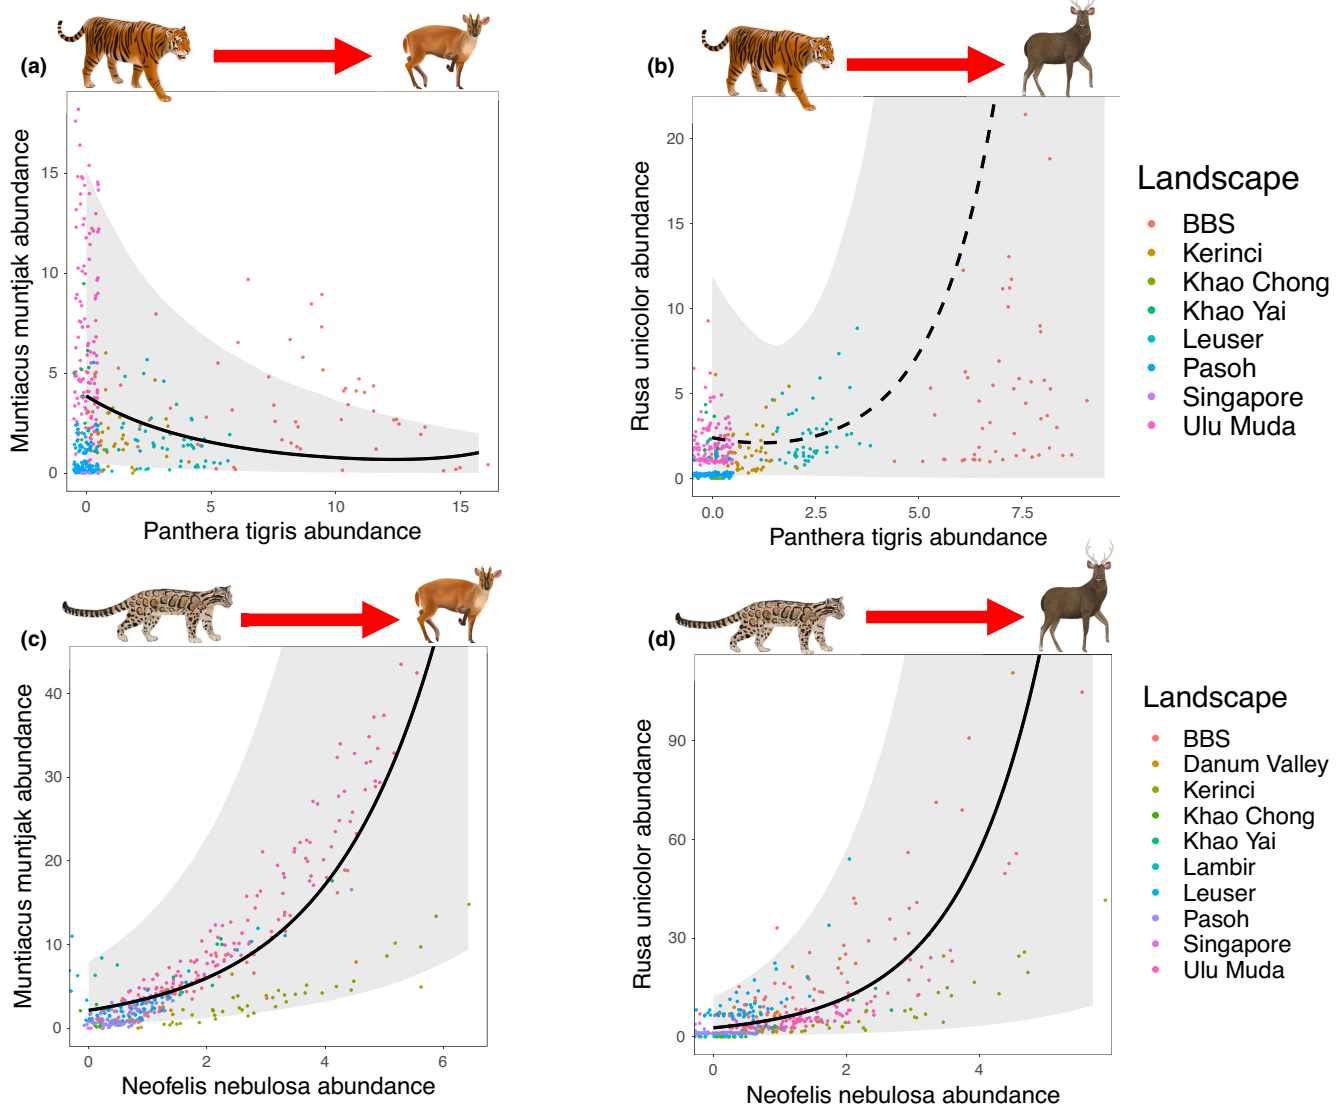 (a)
Muntiacus muntjak abundance
15
10
5
0
0
5
10
15
Panthera tigris abundance
(b)
Rusa unicolor abundance
20
15
10
5
0
0.0
2.5
5.0
7.5
Panthera tigris abundance
Landscape
BBS
Kerinci
Khao Chong
Khao Yai
Leuser
Pasoh
Singapore
Ulu Muda
(c)
Muntiacus muntjak abundance
40
30
20
10
0
0
2
4
6
Neofelis nebulosa abundance
(d)
Rusa unicolor abundance
90
60
30
0
0
2
4
Neofelis nebulosa abundance
Landscape
BBS
Danum Valley
Kerinci
Khao Chong
Khao Yai
Lambir
Leuser
Pasoh
Singapore
Ulu Muda